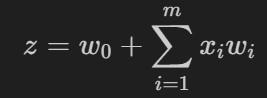 z = w₀ + ∑ᵢ₌₁ᵐ xᵢwᵢ